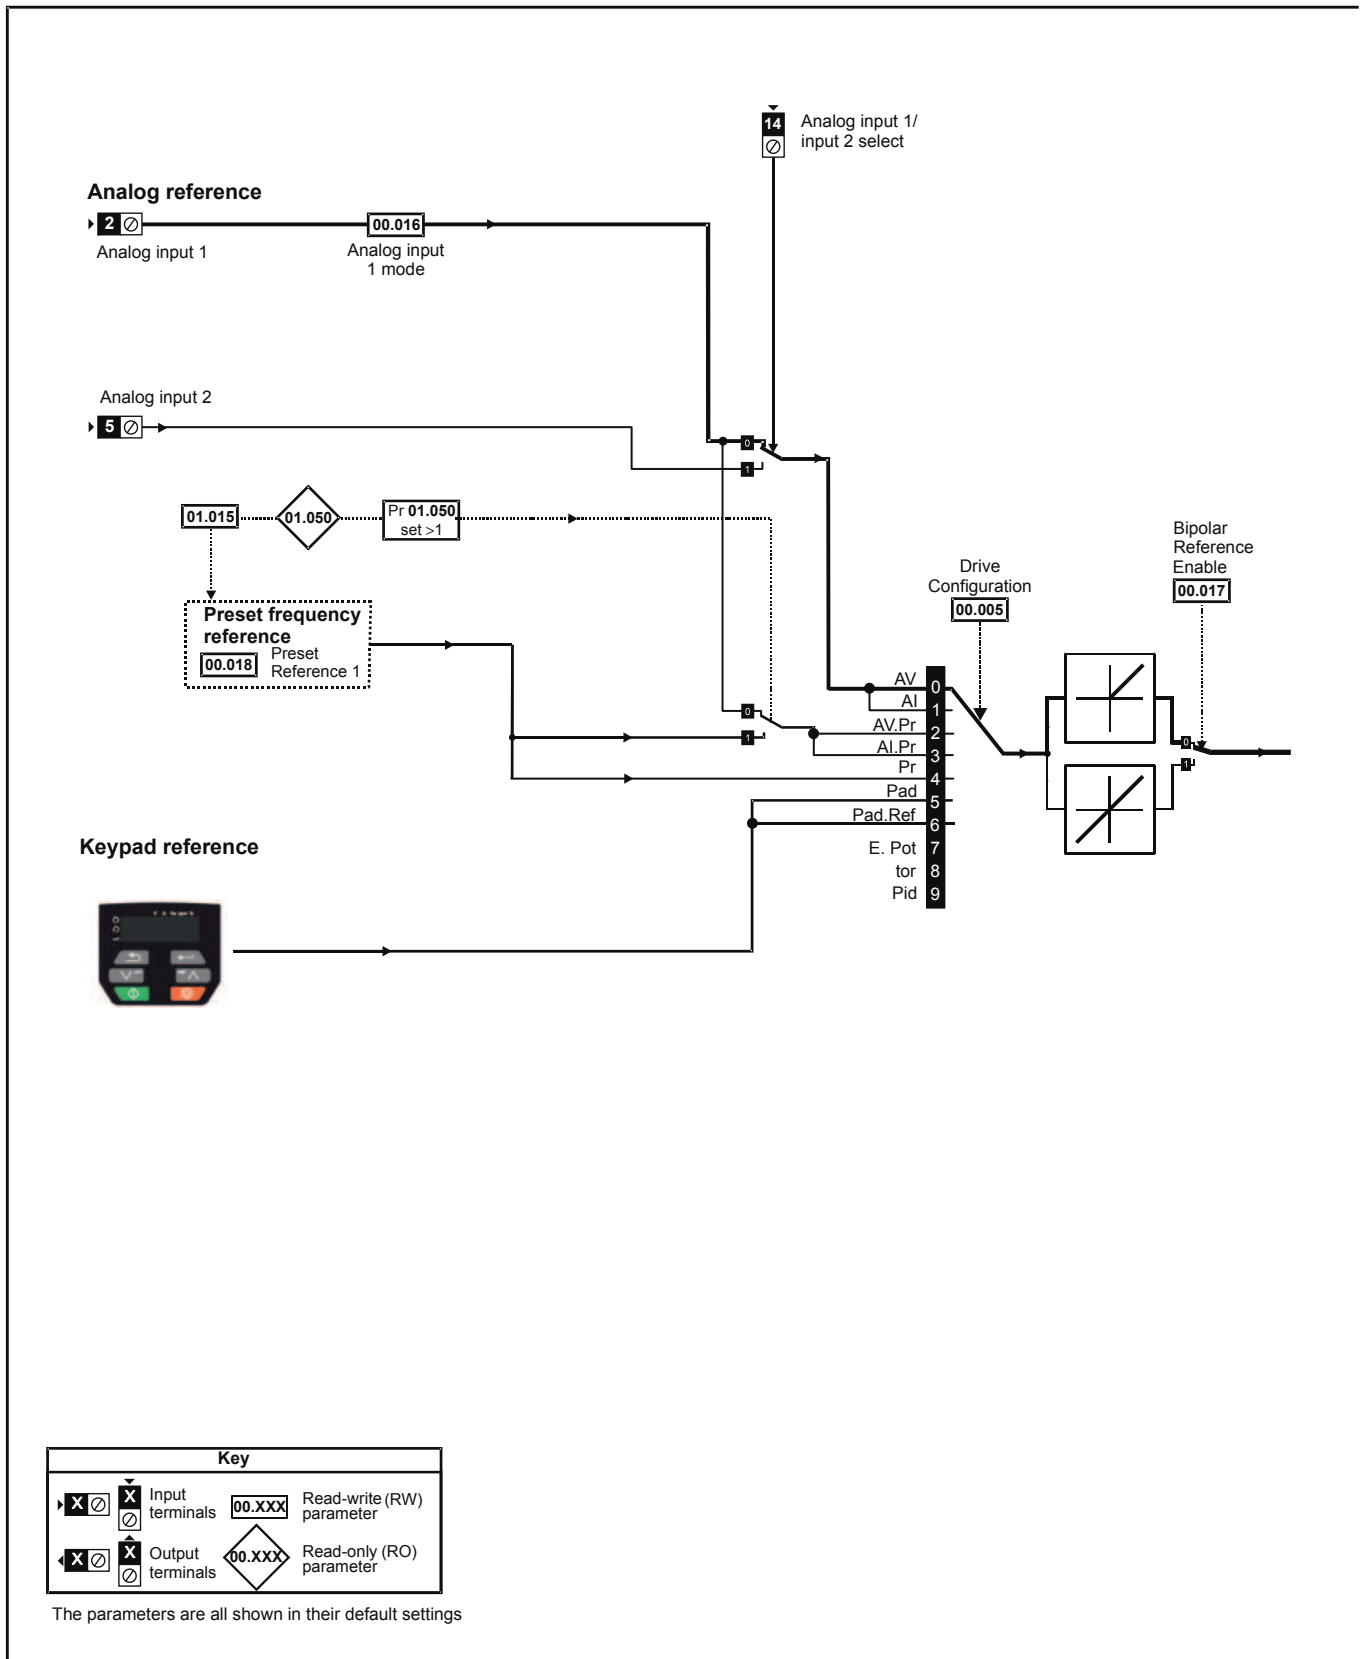 14
Analog input 1/
input 2 select
Analog reference
2
00.016
Analog input 1
Analog input
1 mode
Analog input 2
5
0
1
01.015
01.050
Pr 01.050
set >1
Bipolar
Reference
Enable
00.017
Drive
Configuration
00.005
Preset frequency
reference
00.018
Preset
Reference 1
0
1
AV 0
AI 1
AV.Pr 2
AI.Pr 3
Pr 4
Pad 5
Pad.Ref 6
E. Pot 7
tor 8
Pid 9
0
1
Keypad reference
Key
X
X
Input
terminals
00.XXX
Read-write (RW)
parameter
X
X
Output
terminals
00.XXX
Read-only (RO)
parameter
The parameters are all shown in their default settings